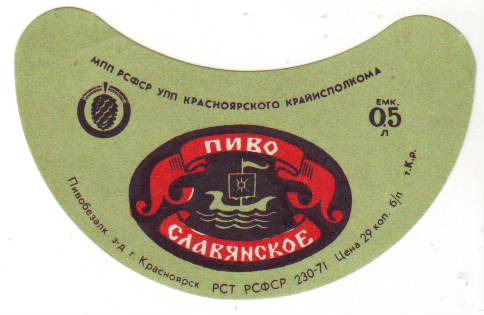 МПП РСФСР УПП КРАСНОЯРСКОГО КРАЙИСПОЛКОМА
ЕМК.
0,5
Л
ПИВО
СЛАВЯНСКОЕ
Пивобезалк з-д г. Красноярск РСТ РСФСР 230-71 Цена 29 коп. б/п т.К.р.